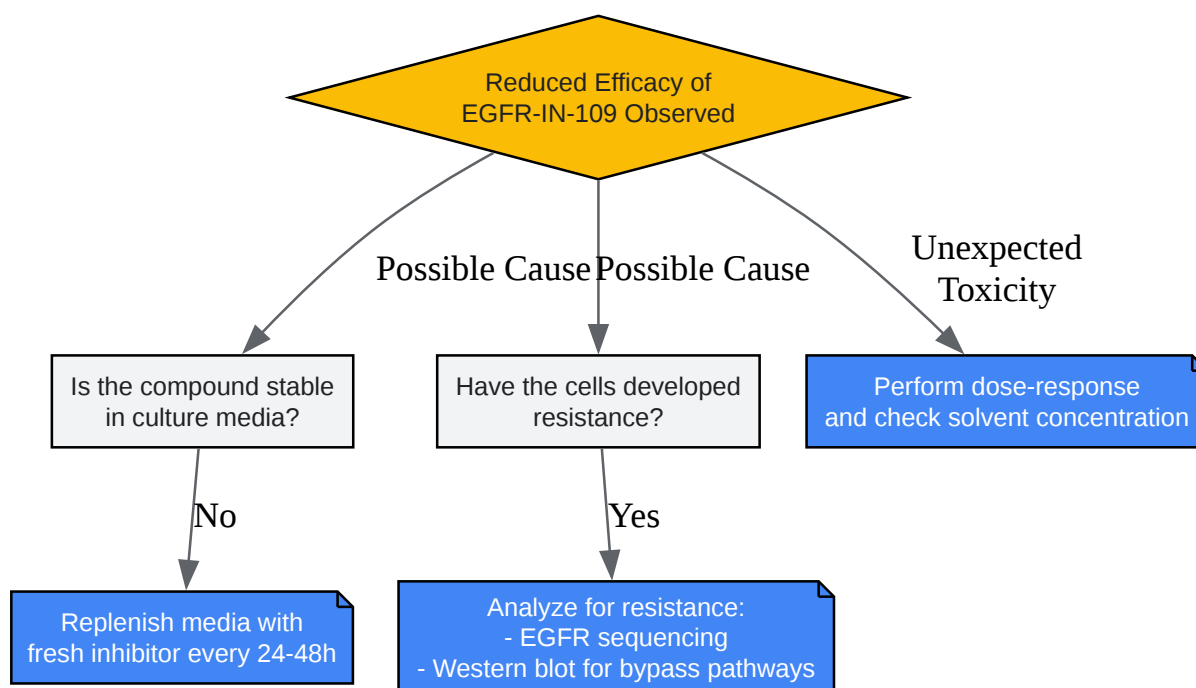 Reduced Efficacy of
EGFR-IN-109 Observed
Possible Cause
Possible Cause
Unexpected
Toxicity
Is the compound stable
in culture media?
Have the cells developed
resistance?
Perform dose-response
and check solvent concentration
No
Yes
Replenish media with
fresh inhibitor every 24-48h
Analyze for resistance:
- EGFR sequencing
- Western blot for bypass pathways